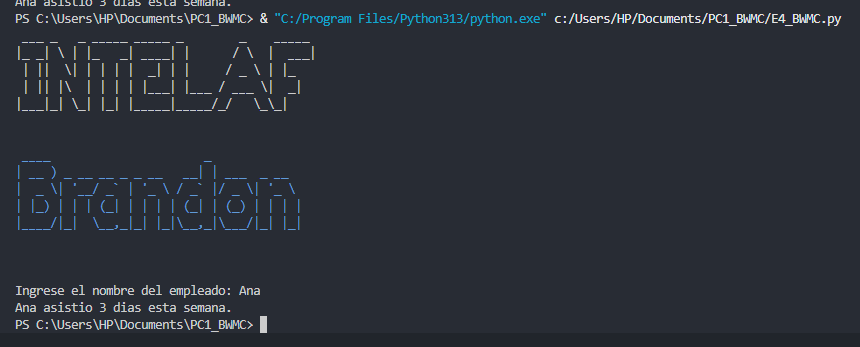 Ana asistio 3 dias esta semana.
PS C:\Users\HP\Documents\PC1_BWMC> & "C:/Program Files/Python313/python.exe" c:/Users/HP/Documents/PC1_BWMC/E4_BWMC.py
INTELAF
Brandon
Ingrese el nombre del empleado: Ana
Ana asistio 3 dias esta semana.
PS C:\Users\HP\Documents\PC1_BWMC>